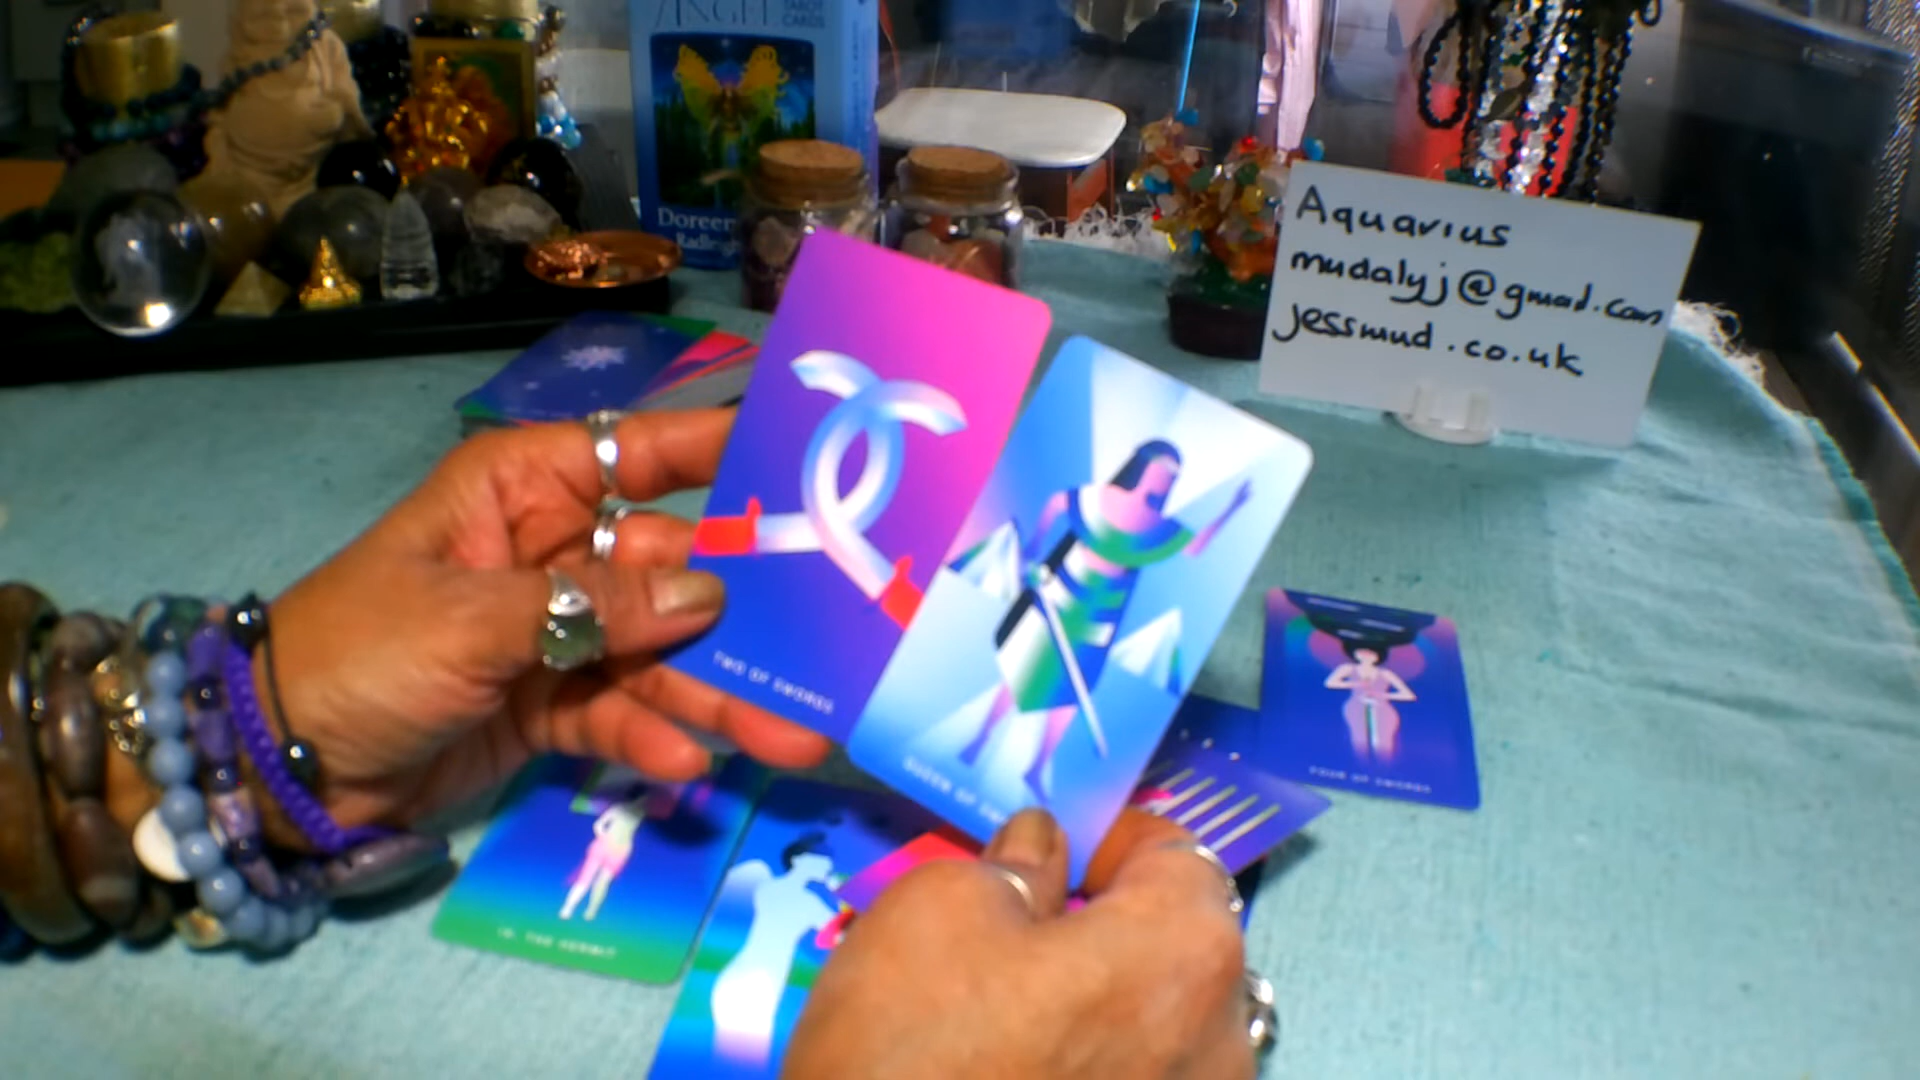 ANGEL TAROT
CARDS
Doreen
Radleigh
Aquarius
mudalyj@gmail.com
jessmud.co.uk
TWO OF SWORDS
QUEEN OF
FOUR OF SWORDS
IX. THE HERMIT